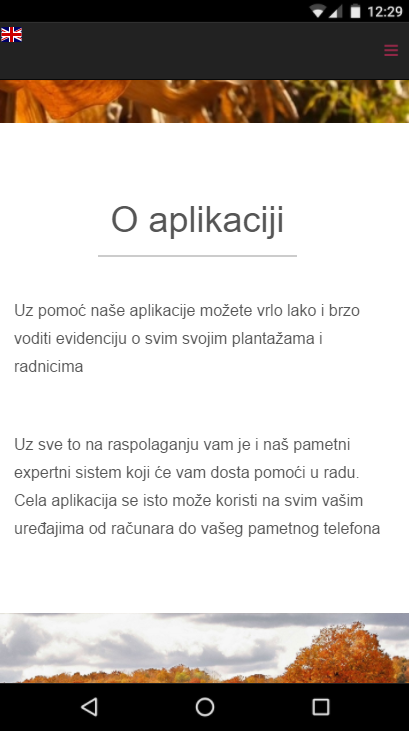 12:29
O aplikaciji
Uz pomoć naše aplikacije možete vrlo lako i brzo
voditi evidenciju o svim svojim plantažama i
radnicima
Uz sve to na raspolaganju vam je i naš pametni
expertni sistem koji će vam dosta pomoći u radu.
Cela aplikacija se isto može koristi na svim vašim
uređajima od računara do vašeg pametnog telefona